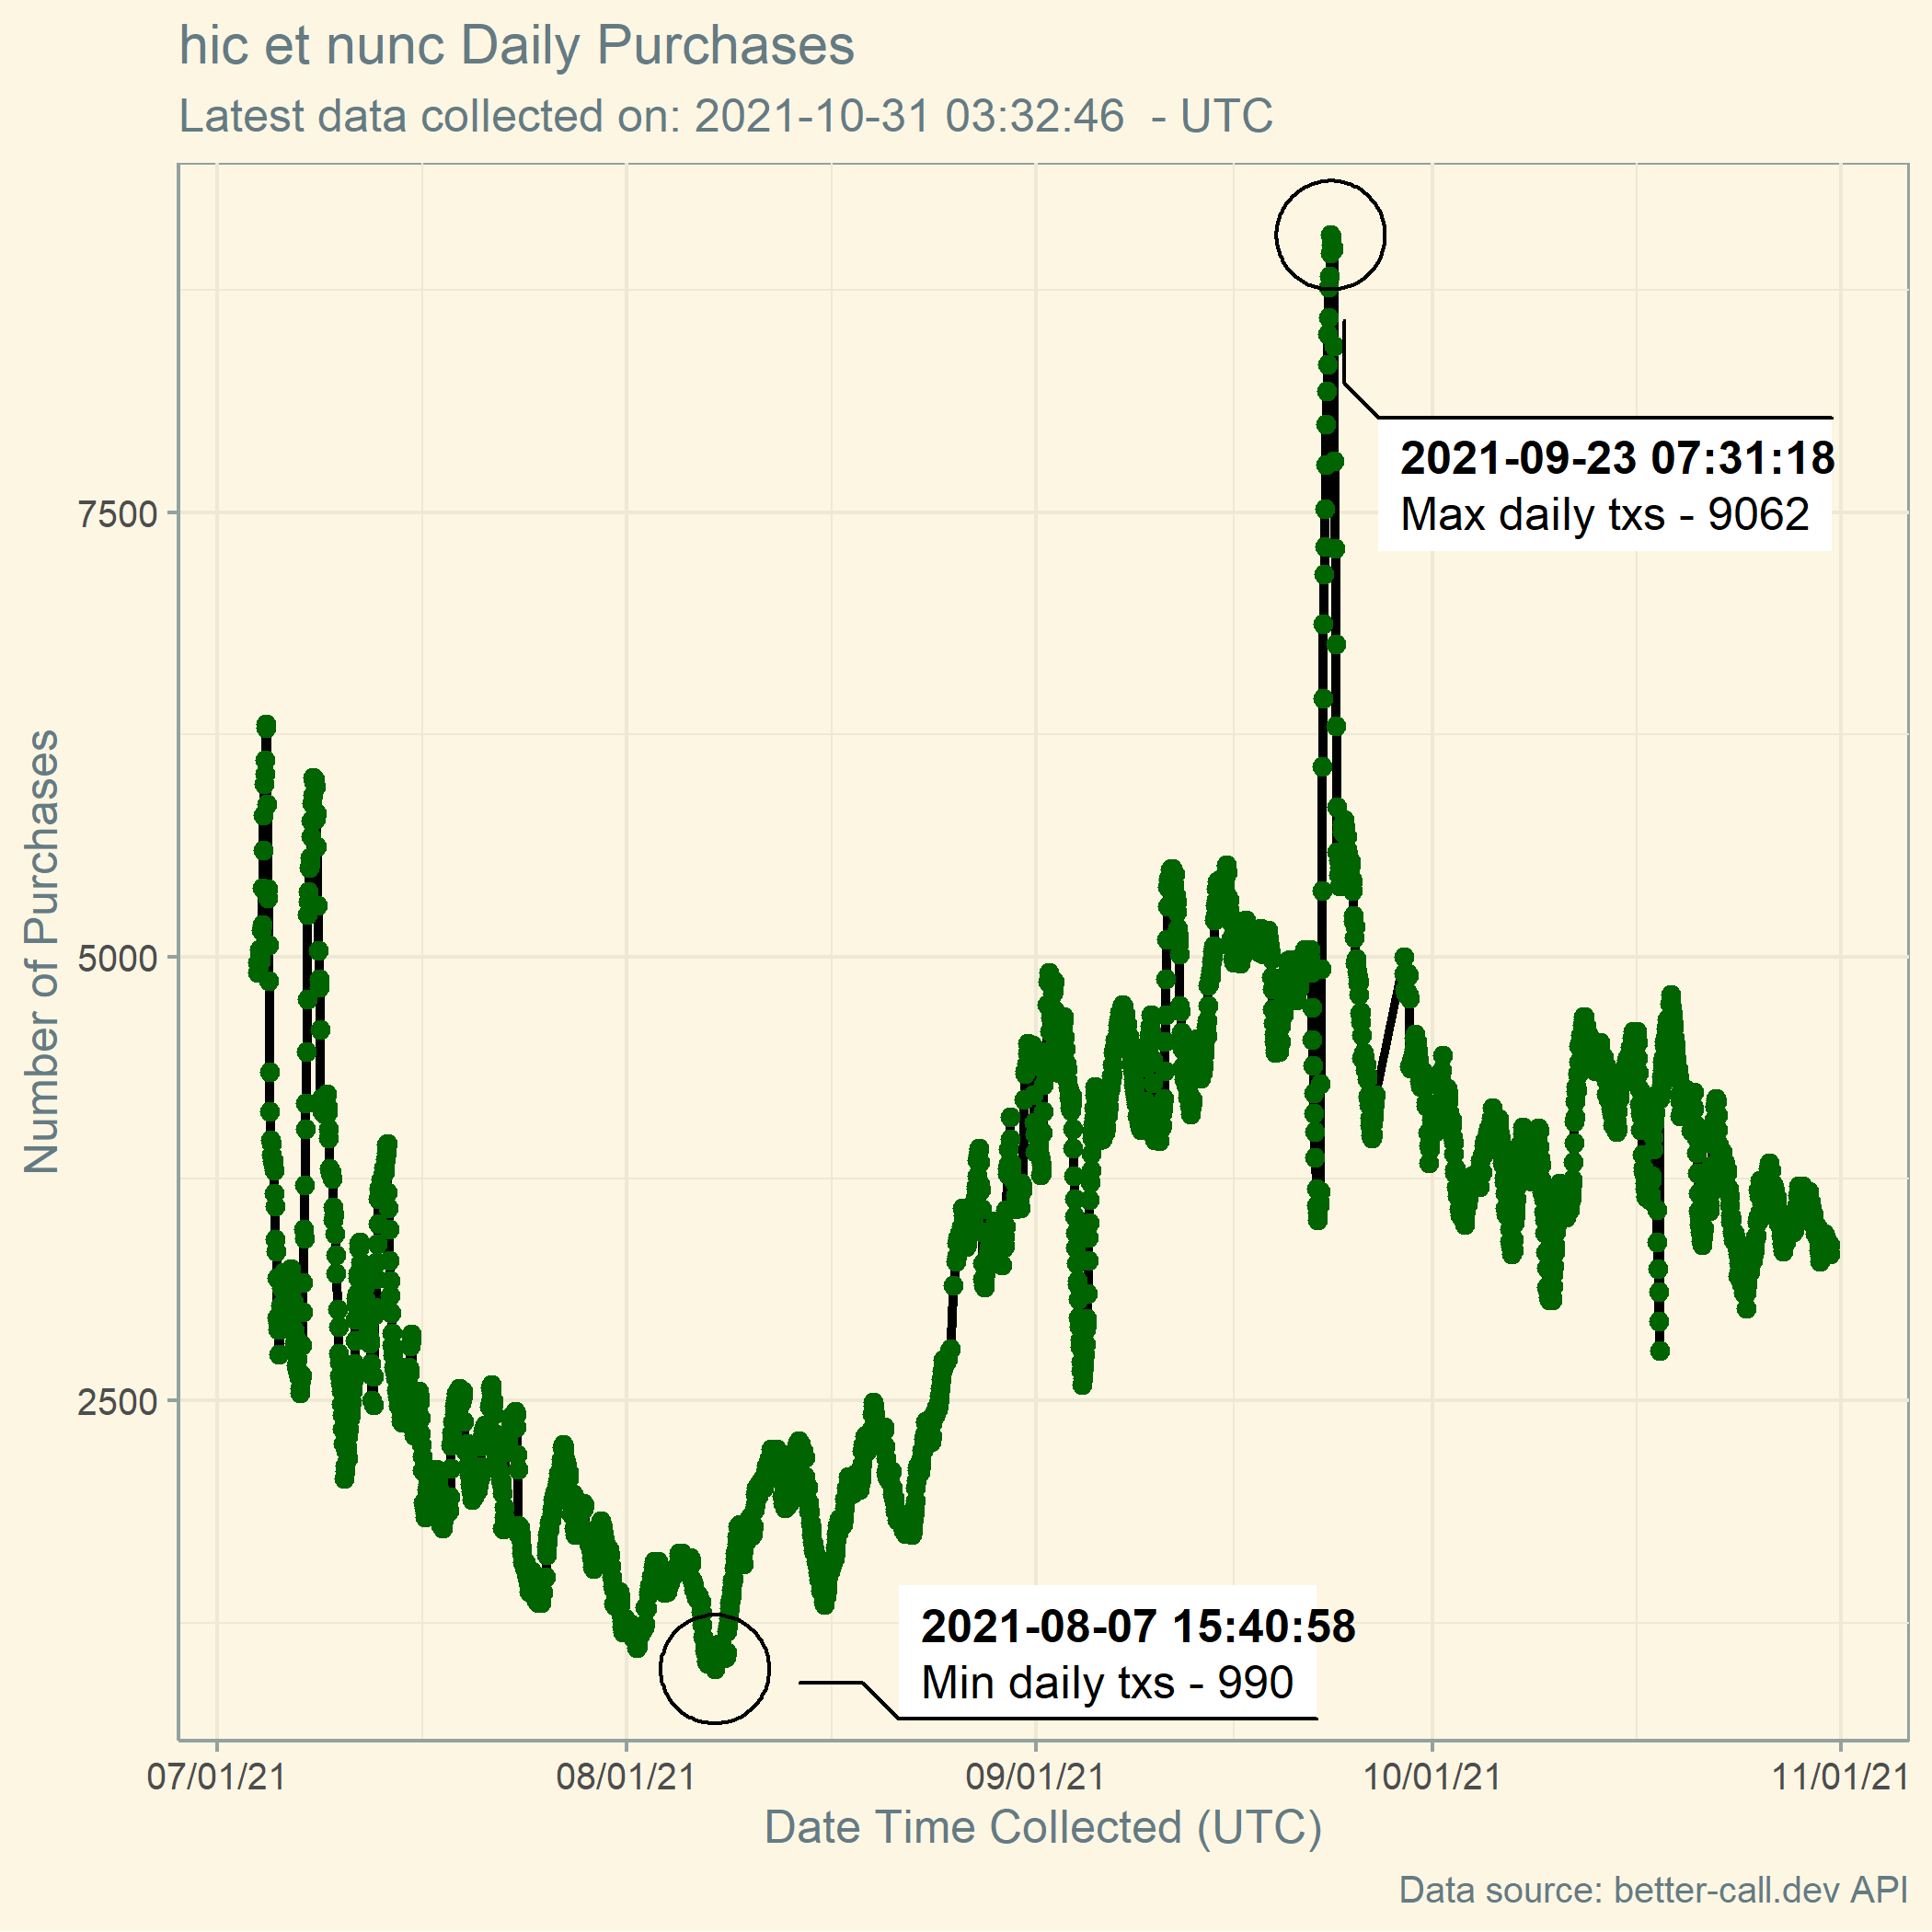 hic et nunc Daily Purchases
Latest data collected on: 2021-10-31 03:32:46  - UTC
Number of Purchases
7500
5000
2500
2021-09-23 07:31:18
Max daily txs - 9062
2021-08-07 15:40:58
Min daily txs - 990
07/01/21 08/01/21 09/01/21 10/01/21 11/01/21
Date Time Collected (UTC)
Data source: better-call.dev API